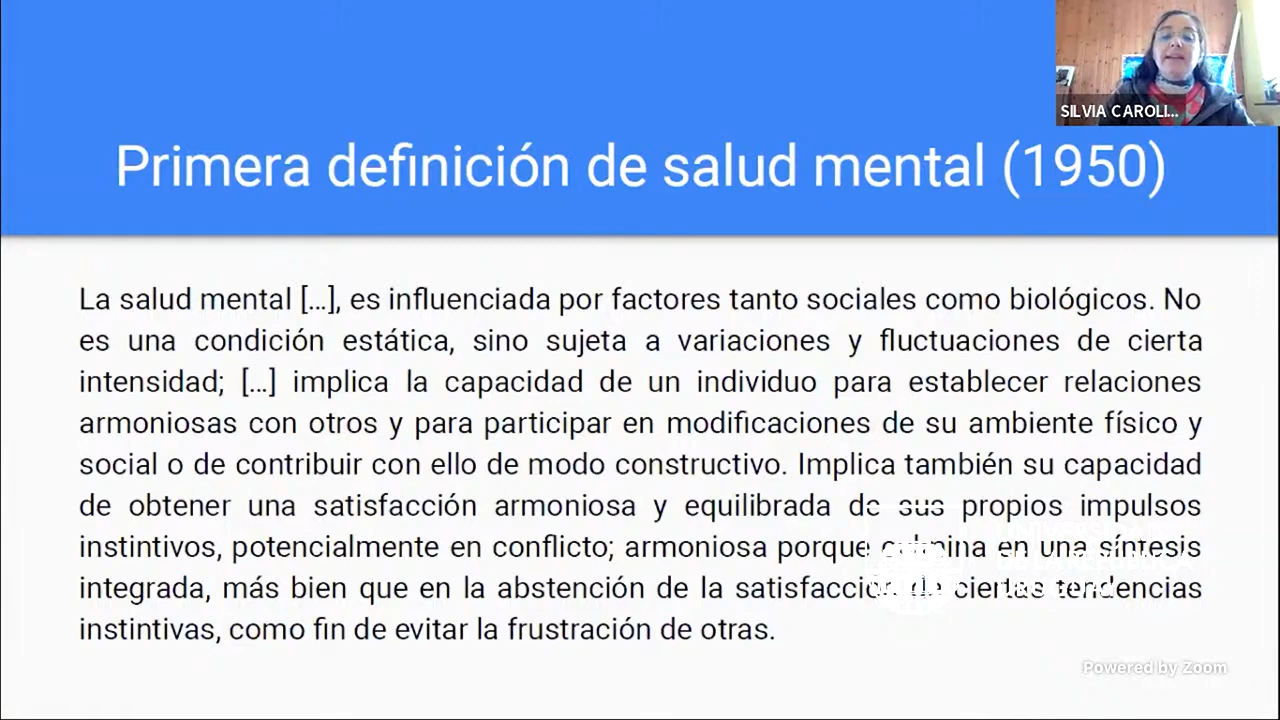 SILVIA CAROLI...
Primera definición de salud mental (1950)
La salud mental [...], es influenciada por factores tanto sociales como biológicos. No
es una condición estática, sino sujeta a variaciones y fluctuaciones de cierta
intensidad; [...] implica la capacidad de un individuo para establecer relaciones
armoniosas con otros y para participar en modificaciones de su ambiente físico y
social o de contribuir con ello de modo constructivo. Implica también su capacidad
de obtener una satisfacción armoniosa y equilibrada de sus propios impulsos
instintivos, potencialmente en conflicto; armoniosa porque culmina en una síntesis
integrada, más bien que en la abstención de la satisfacción ciertas tendencias
instintivas, como fin de evitar la frustración de otras.
UNIVERSIDAD
DE LA REPÚBLICA
URUGUAY
Powered by Zoom